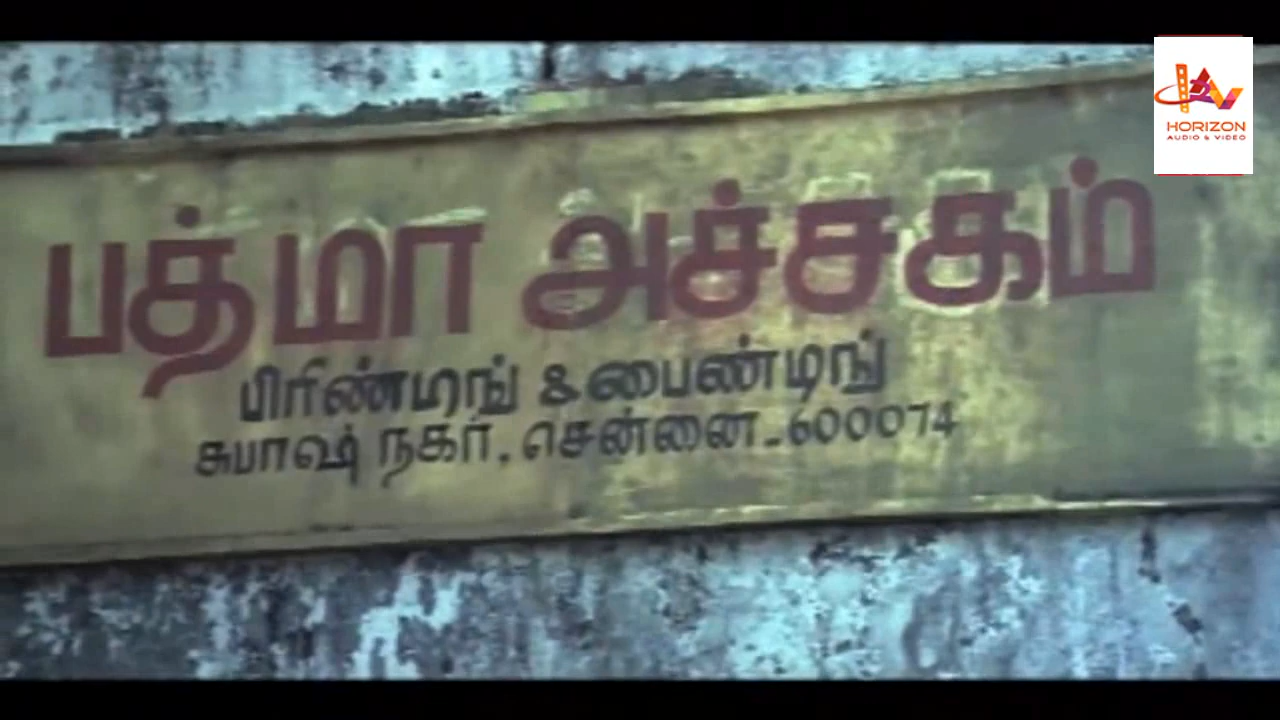 HORIZON
AUDIO & VIDEO
பத்மா அச்சகம்
பிரிண்டிங் & பைண்டிங்
சுபாஷ் நகர், சென்னை-600074